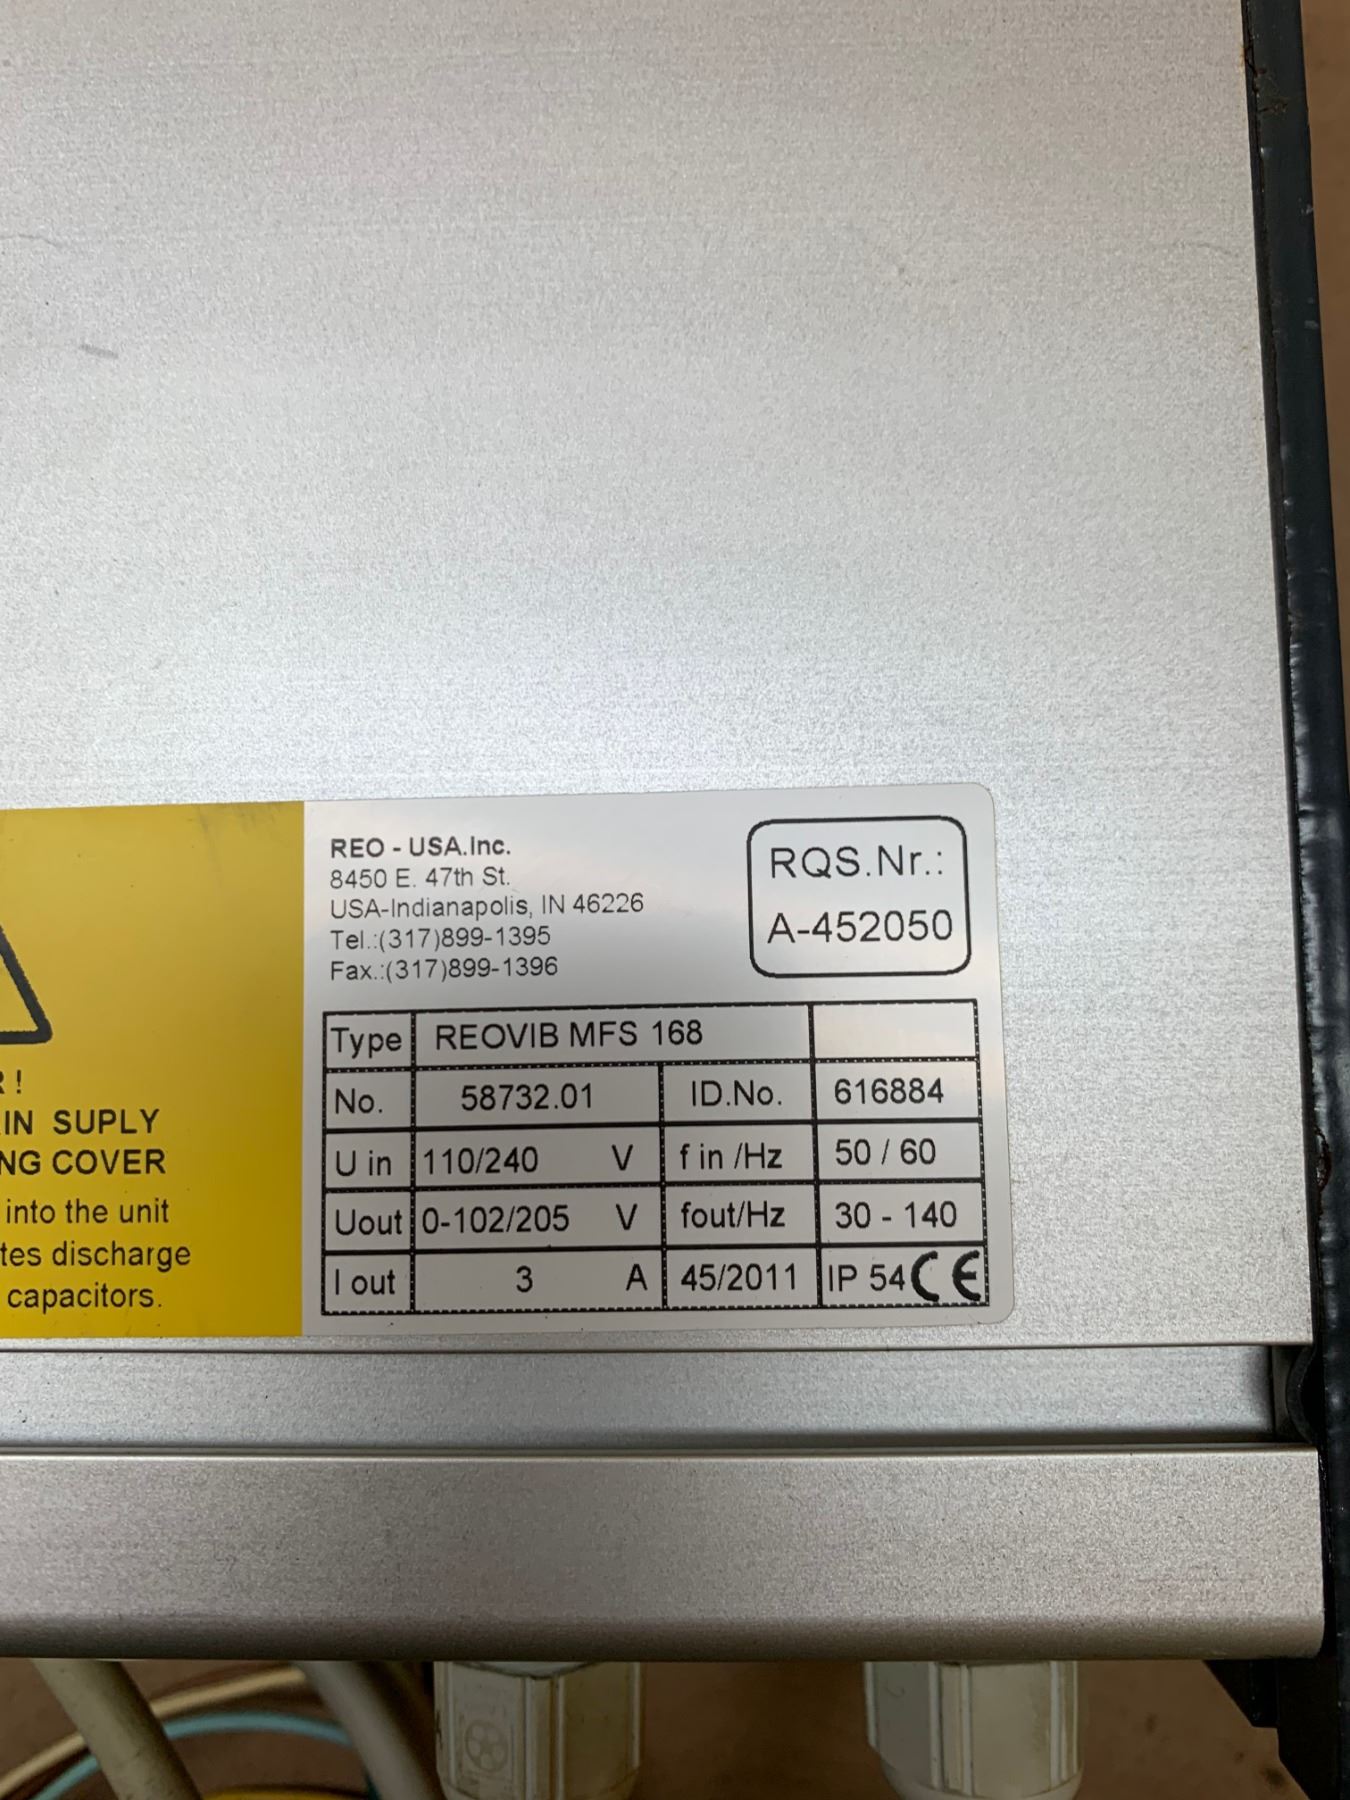 REO - USA.Inc.
8450 E. 47th St.
USA-Indianapolis, IN 46226
Tel.:(317)899-1395
Fax.:(317)899-1396
RQS.Nr.:
A-452050
Type REOVIB MFS 168
No. 58732.01 ID.No. 616884
U in 110/240 V f in /Hz 50 / 60
Uout 0-102/205 V fout/Hz 30 - 140
I out 3 A 45/2011 IP 54 CE
!
IN SUPLY
COVER
into the unit
discharge
capacitors.